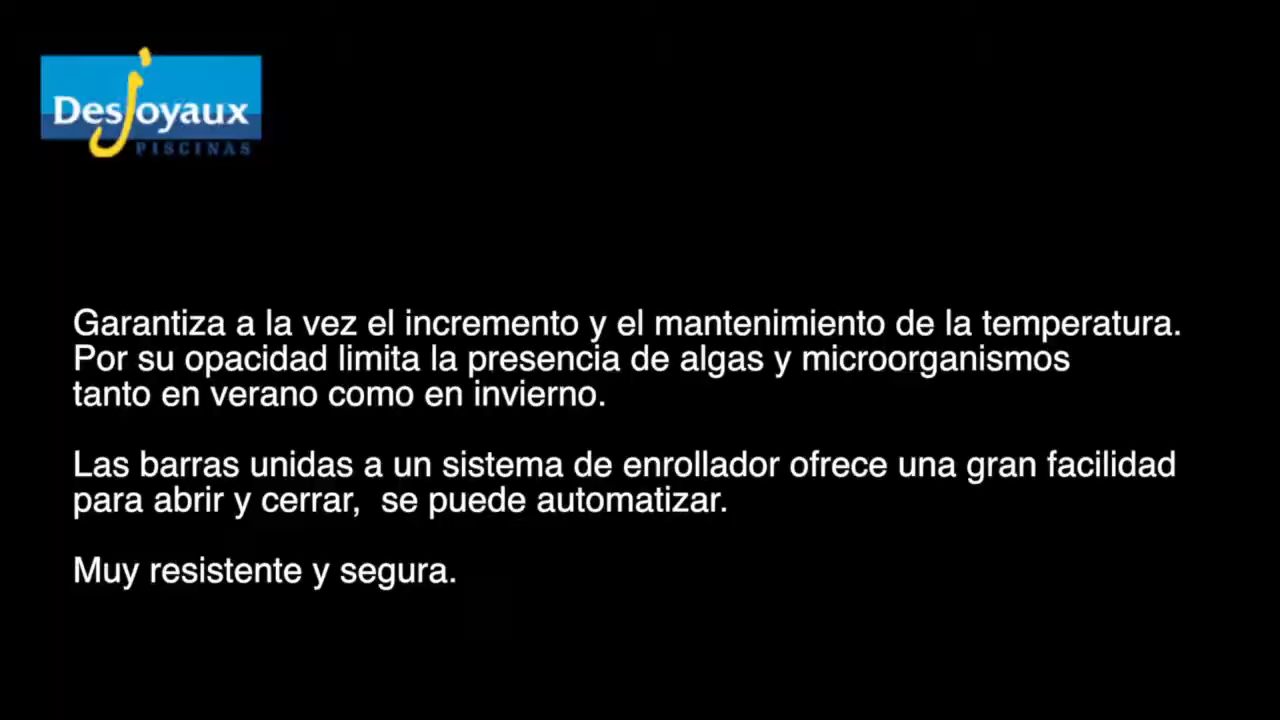 Desjoyaux
PISCINAS
Garantiza a la vez el incremento y el mantenimiento de la temperatura.
Por su opacidad limita la presencia de algas y microorganismos
tanto en verano como en invierno.
Las barras unidas a un sistema de enrollador ofrece una gran facilidad
para abrir y cerrar,  se puede automatizar.
Muy resistente y segura.